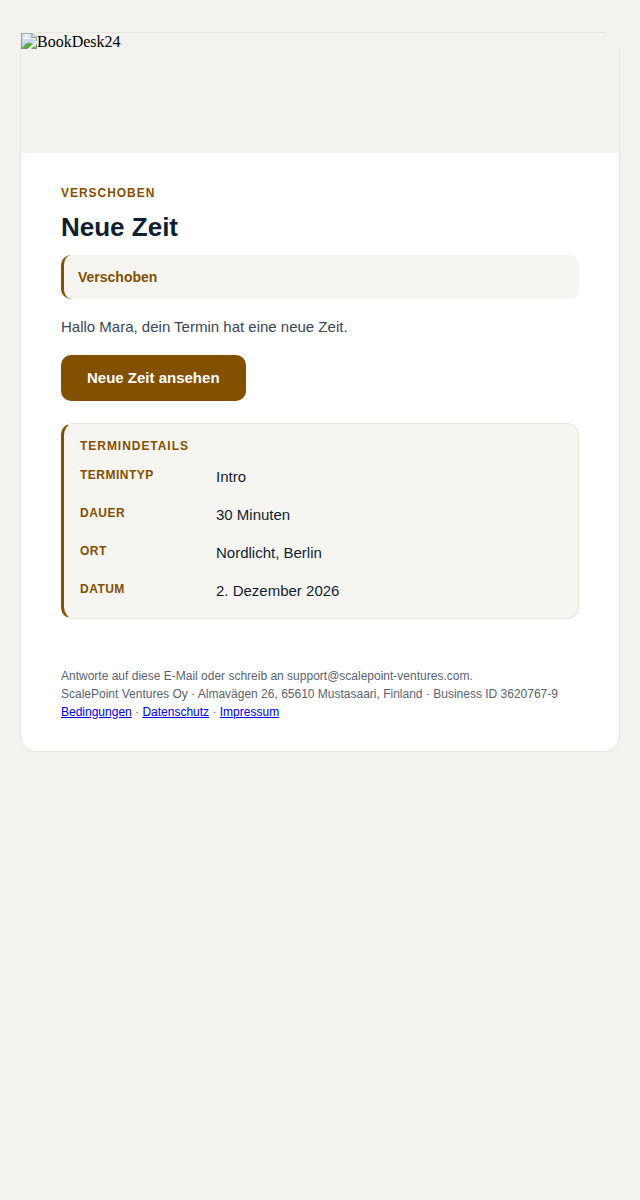 BookDesk24
VERSCHOBEN
Neue Zeit
Verschoben
Hallo Mara, dein Termin hat eine neue Zeit.
Neue Zeit ansehen
TERMINDETAILS
TERMINTYP Intro
DAUER 30 Minuten
ORT Nordlicht, Berlin
DATUM 2. Dezember 2026
Antworte auf diese E-Mail oder schreib an support@scalepoint-ventures.com.
ScalePoint Ventures Oy · Almavägen 26, 65610 Mustasaari, Finland · Business ID 3620767-9
Bedingungen · Datenschutz · Impressum